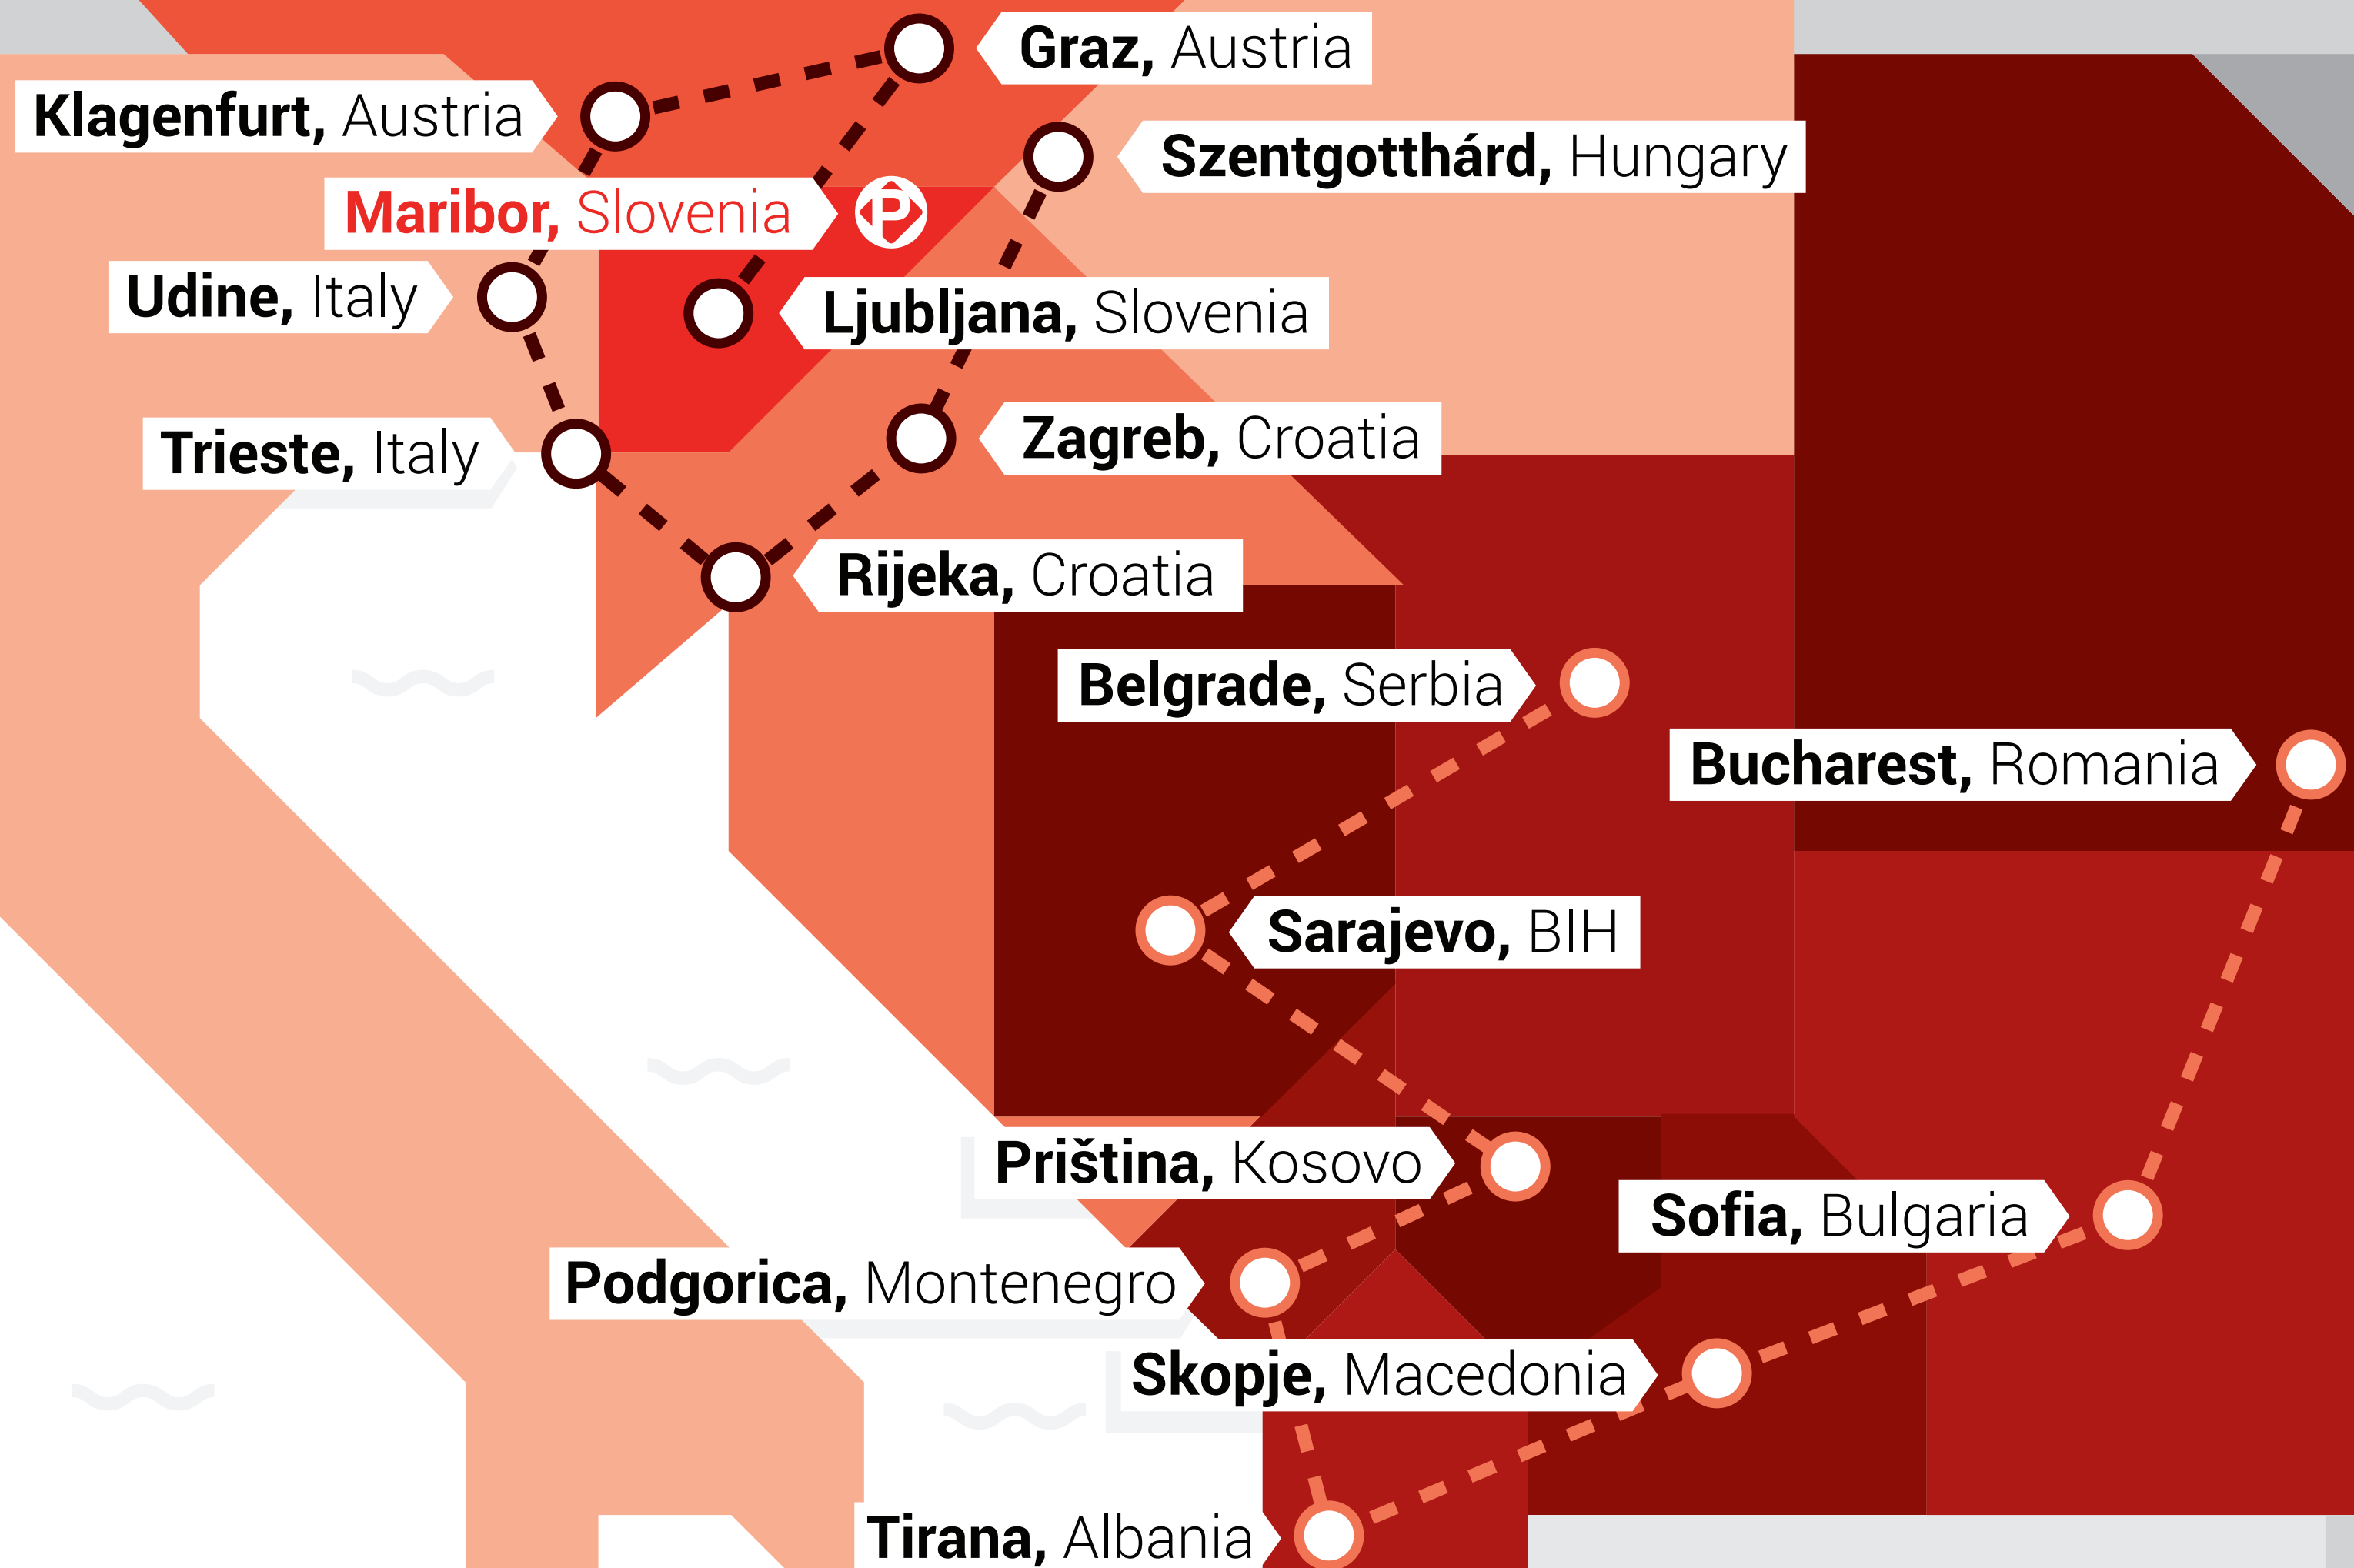 Graz, Austria
Klagenfurt, Austria
Szentgotthárd, Hungary
Maribor, Slovenia
P
Udine, Italy
Ljubljana, Slovenia
Trieste, Italy
Zagreb, Croatia
Rijeka, Croatia
Belgrade, Serbia
Bucharest, Romania
Sarajevo, BIH
Priština, Kosovo
Sofia, Bulgaria
Podgorica, Montenegro
Skopje, Macedonia
Tirana, Albania